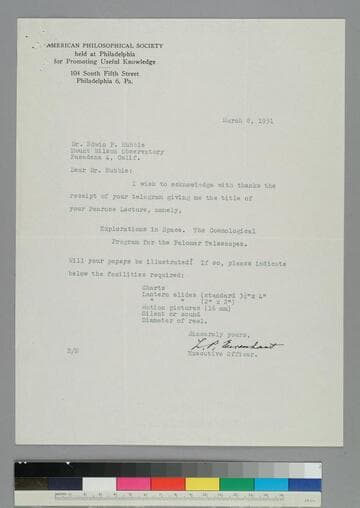 AMERICAN PHILOSOPHICAL SOCIETY
held at Philadelphia
for Promoting Useful Knowledge
104 South Fifth Street
Philadelphia 6, Pa.
March 8, 1951
Dr. Edwin P. Hubble
Mount Wilson Observatory
Pasadena 4, Calif.
Dear Dr. Hubble:
I wish to acknowledge with thanks the
receipt of your telegram giving me the title of
your Penrose Lecture, namely,
Explorations in Space. The Cosmological
Program for the Palomar Telescopes.
Will your papers be illustrated? If so, please indicate
below the facilities required:
Charts
Lantern slides (standard 3¼"x 4"
" " (2" x 2")
Motion pictures (16 mm)
Silent or sound
Diameter of reel.
Sincerely yours,
L. P. Eisenhart
Executive Officer.